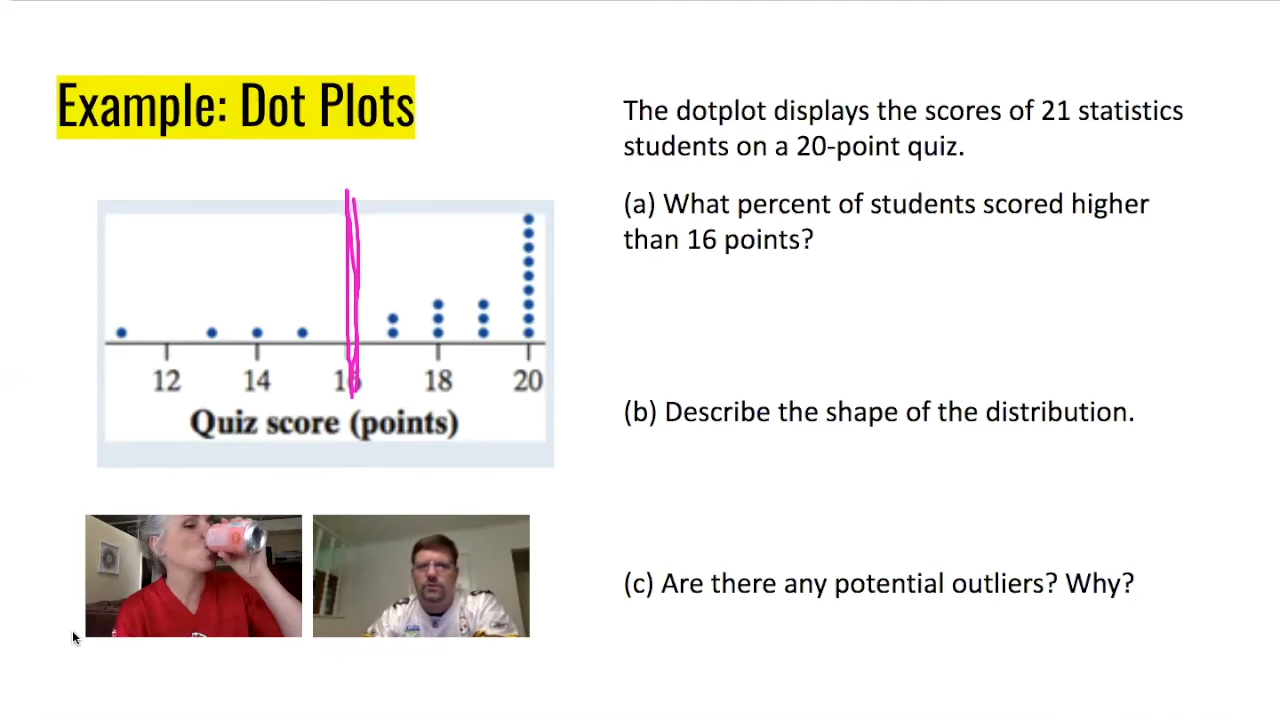 Example: Dot Plots
The dotplot displays the scores of 21 statistics
students on a 20-point quiz.
(a) What percent of students scored higher
than 16 points?
12 14 16 18 20
Quiz score (points)
(b) Describe the shape of the distribution.
(c) Are there any potential outliers? Why?